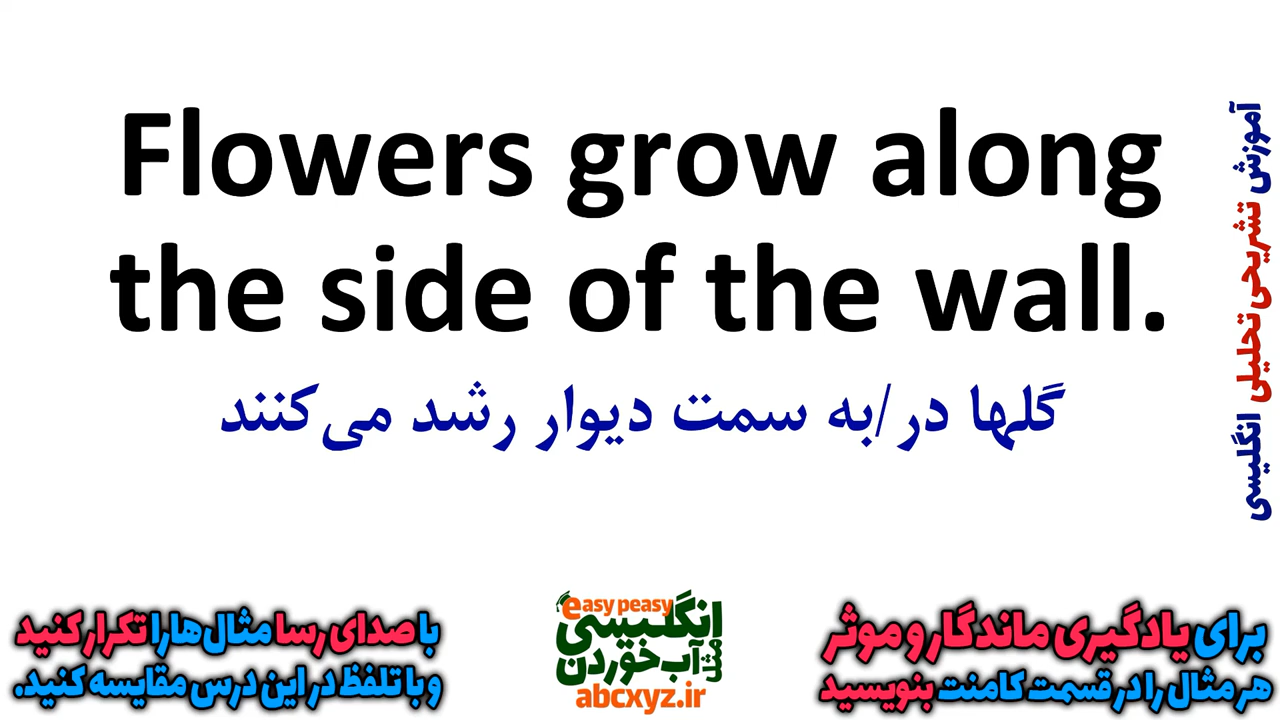 Flowers grow along
the side of the wall.
گلها در/به سمت دیوار رشد می‌کنند
آموزش تشریحی تحلیلی انگلیسی
برای یادگیری ماندگار و موثر
هر مثال را در قسمت کامنت بنویسید
easy peasy
انگلیسی
مثل آب خوردن
abcxyz.ir
با صدای رسا مثال‌ها را تکرار کنید
و با تلفظ در این درس مقایسه کنید.